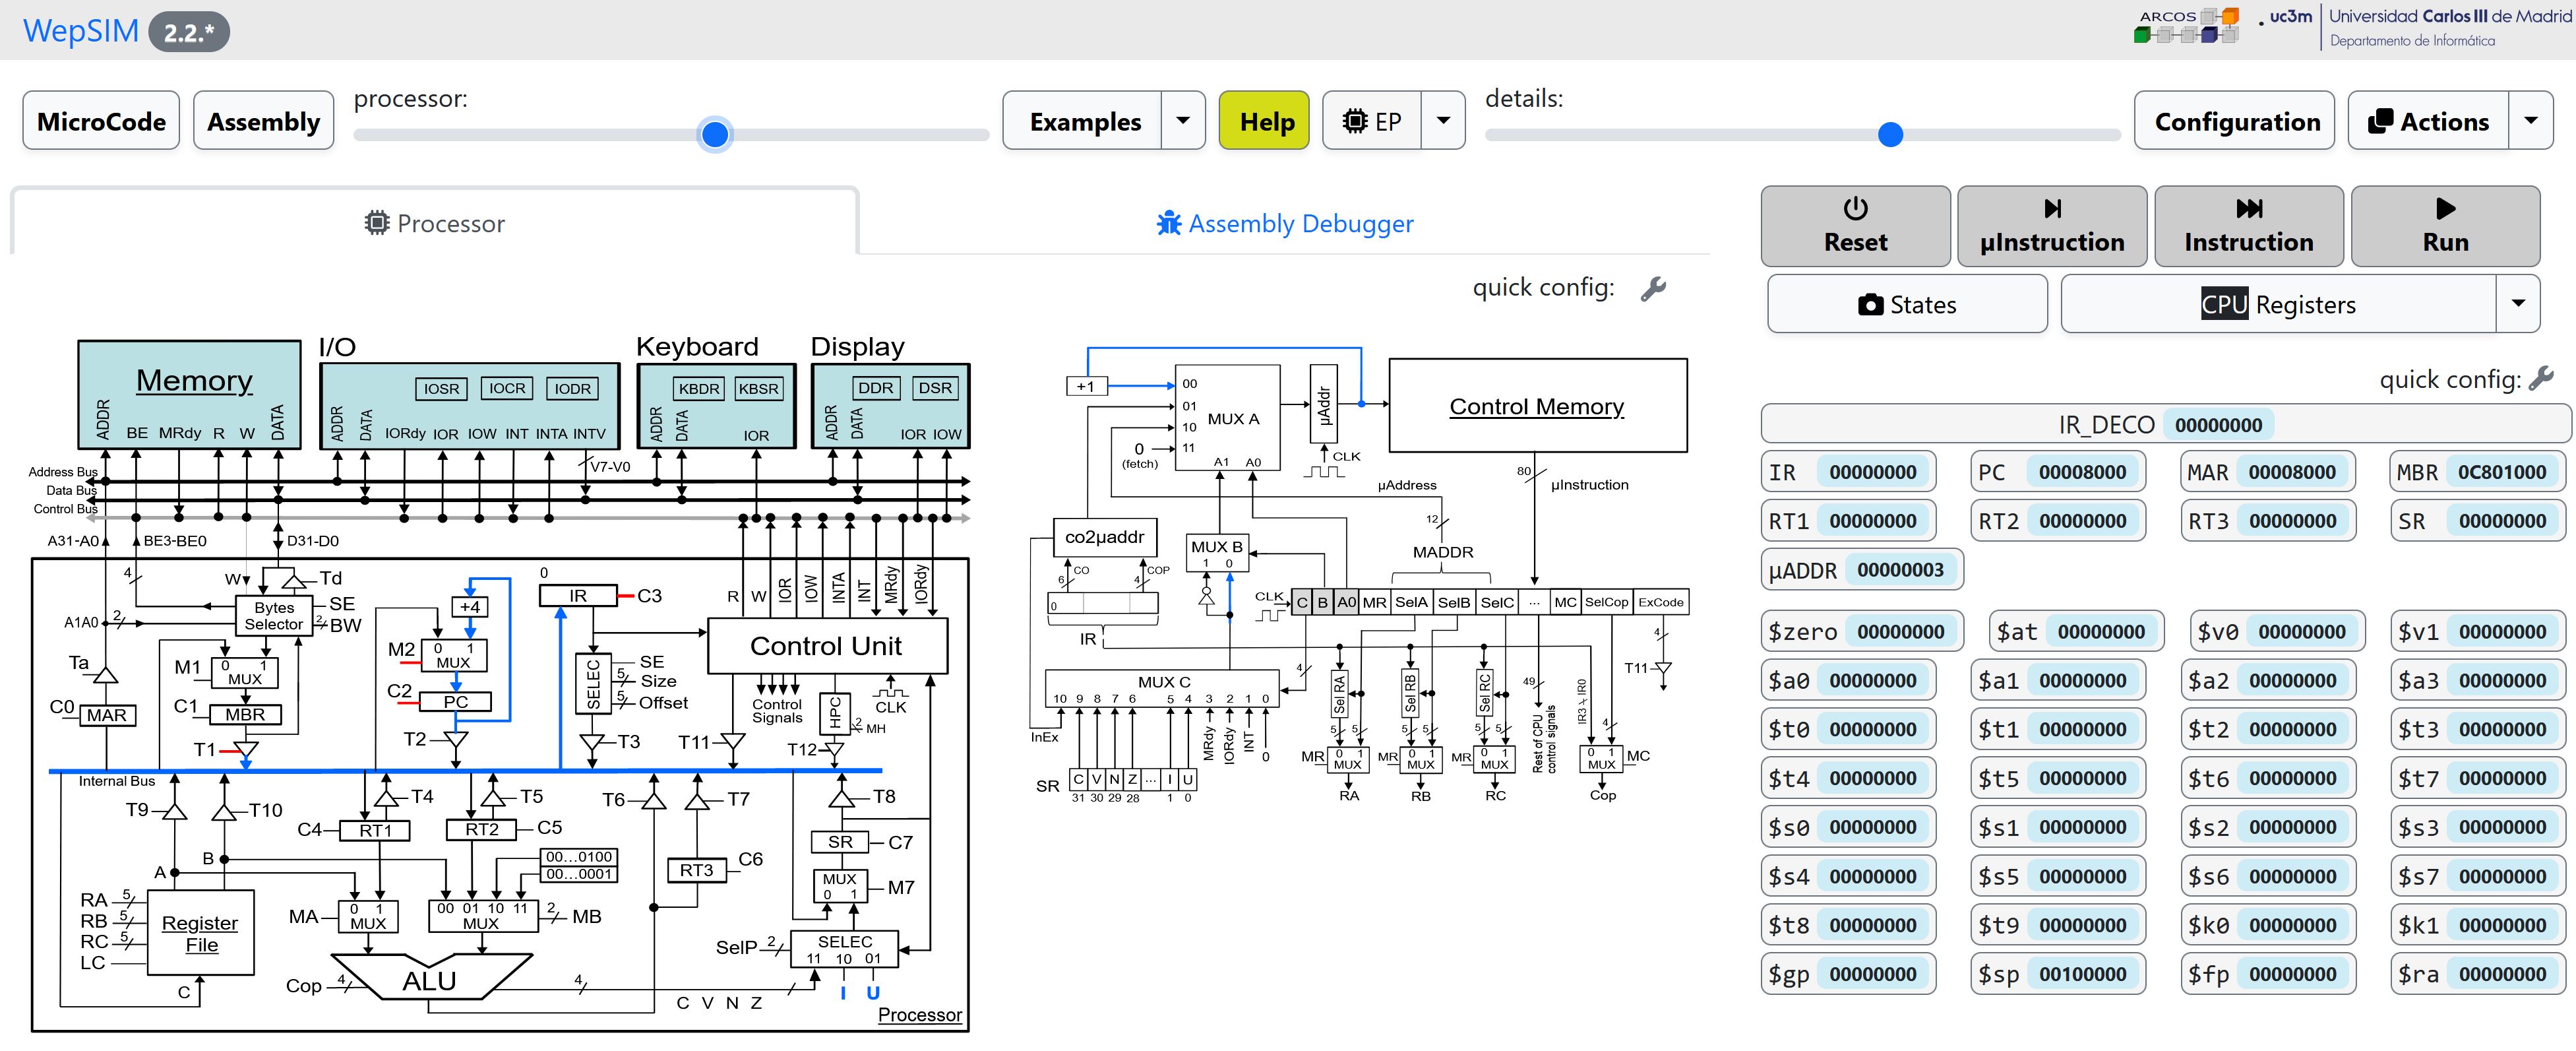 WepSIM 2.2.*
ARCOS
uc3m Universidad Carlos III de Madrid
Departamento de Informática
MicroCode Assembly processor: Examples Help EP details: Configuration Actions
Processor Assembly Debugger
quick config:
Reset µInstruction Instruction Run
States CPU Registers
quick config:
IR_DECO 00000000
IR 00000000 PC 00008000 MAR 00008000 MBR 0C801000
RT1 00000000 RT2 00000000 RT3 00000000 SR 00000000
µADDR 00000003
$zero 00000000 $at 00000000 $v0 00000000 $v1 00000000
$a0 00000000 $a1 00000000 $a2 00000000 $a3 00000000
$t0 00000000 $t1 00000000 $t2 00000000 $t3 00000000
$t4 00000000 $t5 00000000 $t6 00000000 $t7 00000000
$s0 00000000 $s1 00000000 $s2 00000000 $s3 00000000
$s4 00000000 $s5 00000000 $s6 00000000 $s7 00000000
$t8 00000000 $t9 00000000 $k0 00000000 $k1 00000000
$gp 00000000 $sp 00100000 $fp 00000000 $ra 00000000
Memory
ADDR BE MRdy R W DATA
I/O
IOSR IOCR IODR
ADDR DATA IORdy IOR IOW INT INTA INTV
Keyboard
KBDR KBSR
ADDR DATA IOR
Display
DDR DSR
ADDR DATA IOR IOW
V7-V0
Address Bus
Data Bus
Control Bus
A31-A0 BE3-BE0 D31-D0
4 W Td
Bytes
Selector
SE
BW
2
A1A0 2
Ta
M1 0 1
MUX
C0 MAR
C1 MBR
T1
+4
M2 0 1
MUX
C2 PC
T2
0
IR C3
SELEC
SE
5 Size
5 Offset
T3
R W IOR IOW INTA INT MRdy IORdy
Control Unit
Control
Signals
HPC
2
MH
CLK
T11 T12
Internal Bus
T9 T10 T4 T5 T6 T7 T8
C4 RT1 RT2 C5
B
A
00...0100
00...0001
RT3 C6
SR C7
MUX
0 1
M7
RA 5
RB 5
RC 5
LC
Register
File
C
MA 0 1
MUX
00 01 10 11
MUX
2 MB
SelP 2
SELEC
11 10 01
I U
Cop 4
ALU
4
C V N Z
Processor
+1
00
01
10
11
MUX A
A1 A0
0
(fetch)
µAddr
CLK
Control Memory
80
µInstruction
µAddress
12
MADDR
co2µaddr
6 CO
4 COP
0
IR
MUX B
1 0
CLK
C B A0 MR SelA SelB SelC ... MC SelCop ExCode
4
T11
MUX C
10 9 8 7 6 5 4 3 2 1 0
4
InEx
MRdy IORdy INT 0
SR C V N Z ... I U
31 30 29 28 1 0
Sel RA Sel RB Sel RC
5 5 5 5 5 5
MR 0 1
MUX
RA
MR 0 1
MUX
RB
MR 0 1
MUX
RC
49
Rest of CPU
control signals
IR3 IR0
4
0 1
MUX
MC
Cop